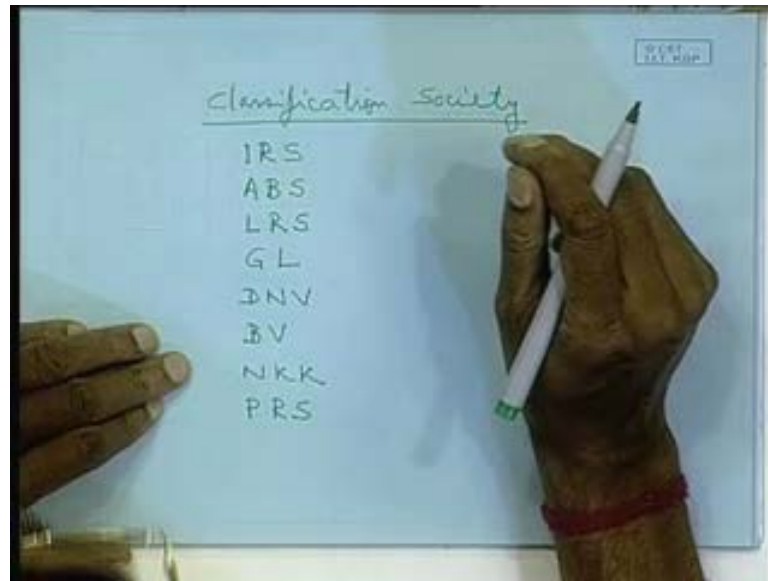 Classification Society
IRS
ABS
LRS
GL
DNV
BV
NKK
PRS